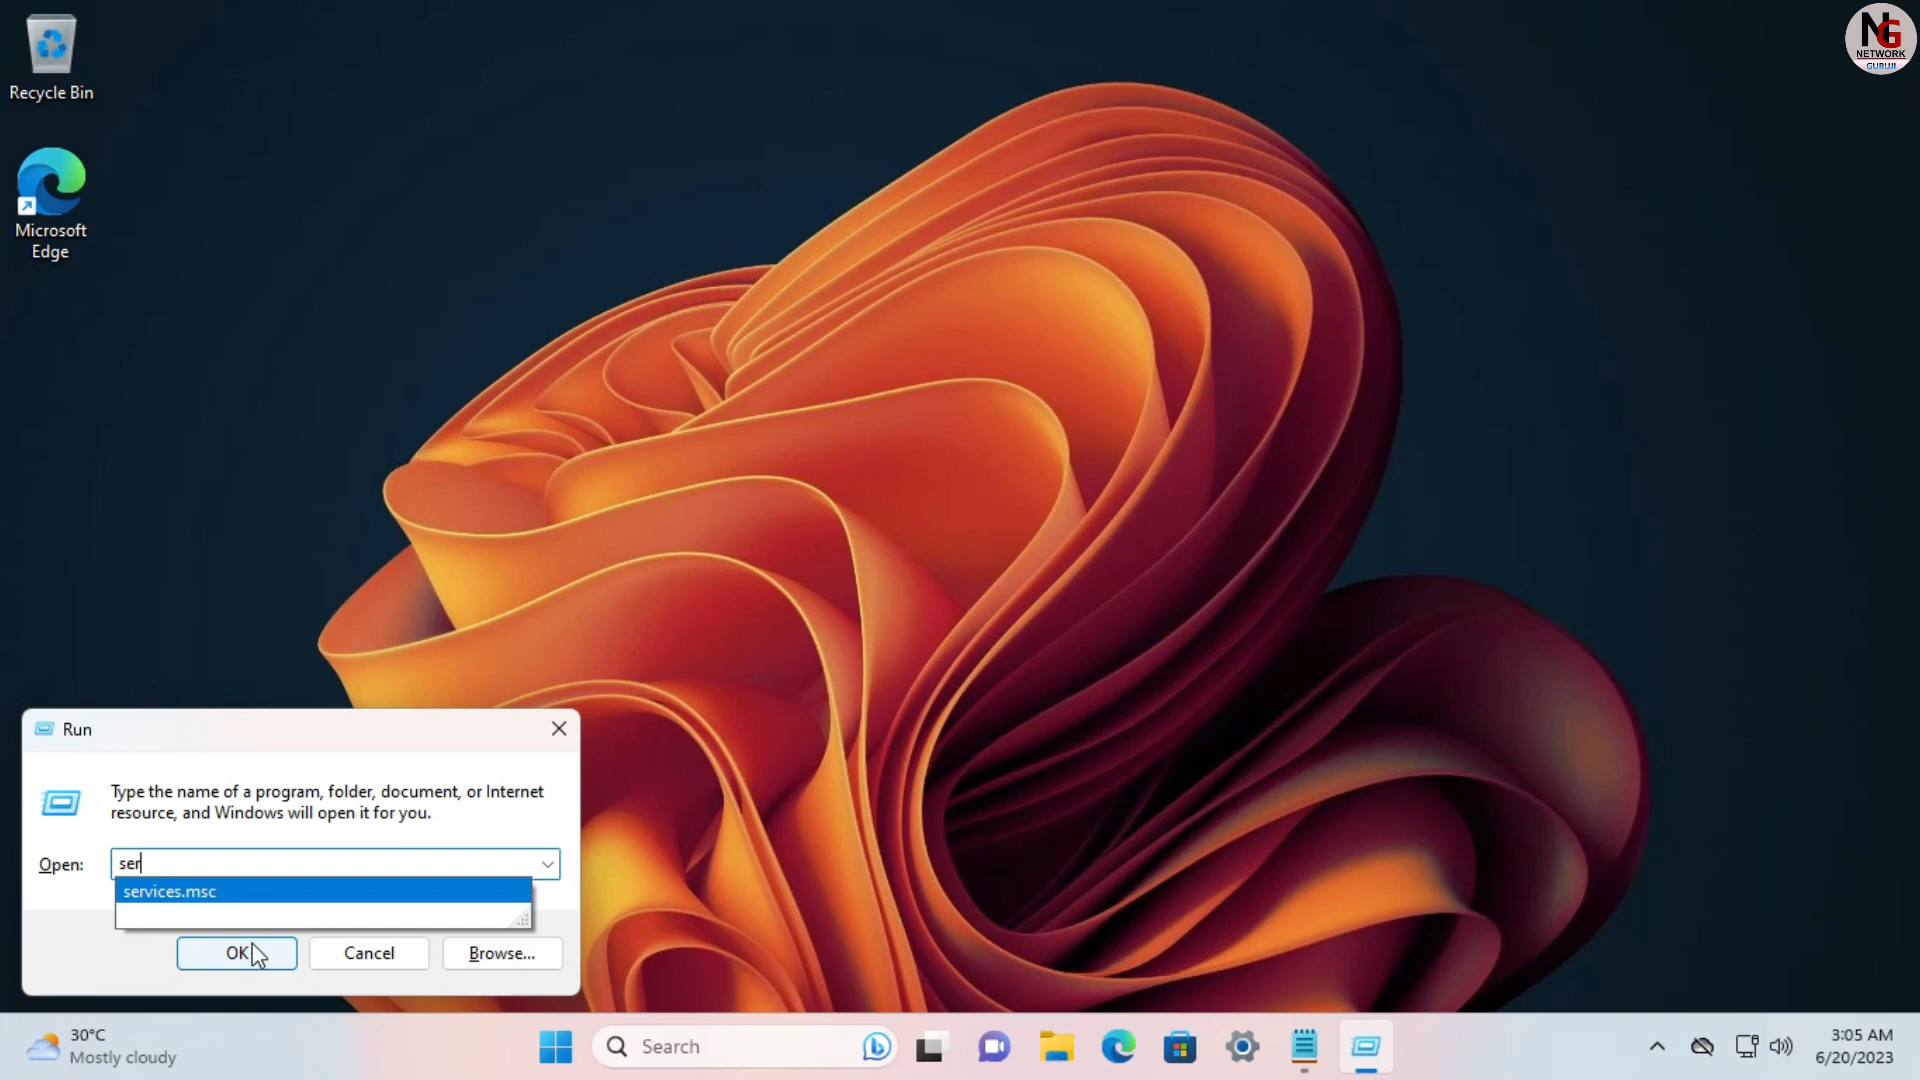 Recycle Bin
Microsoft
Edge
NG
NETWORK
GURUJI
Run
Type the name of a program, folder, document, or Internet
resource, and Windows will open it for you.
Open: ser
services.msc
OK Cancel Browse...
30°C
Mostly cloudy
Search
3:05 AM
6/20/2023